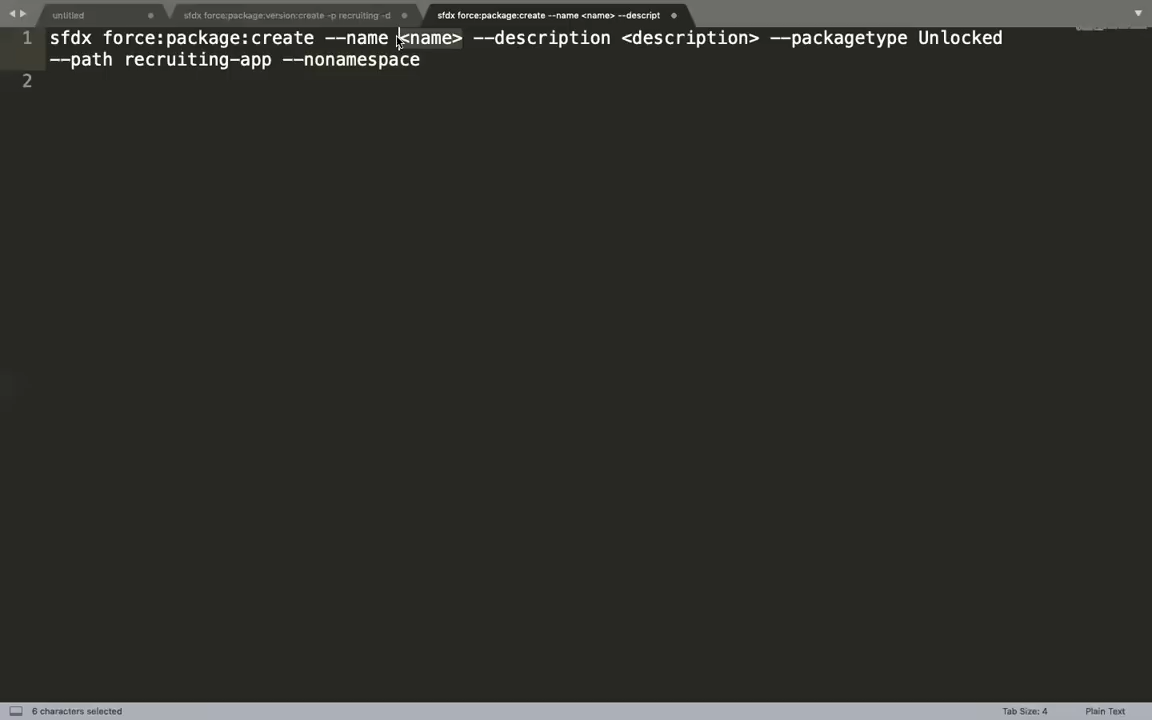 untitled
sfdx force:package:version:create -p recruiting -d
sfdx force:package:create --name <name> --descript
1 sfdx force:package:create --name <name> --description <description> --packagetype Unlocked
--path recruiting-app --nonamespace
2
6 characters selected
Tab Size: 4
Plain Text